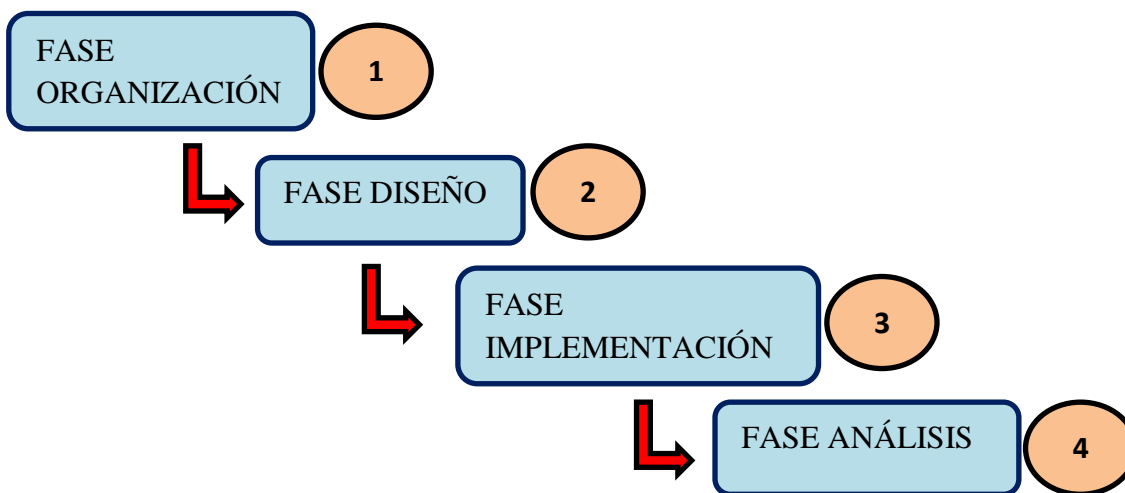 FASE
ORGANIZACIÓN
1
FASE DISEÑO
2
FASE
IMPLEMENTACIÓN
3
FASE ANÁLISIS
4